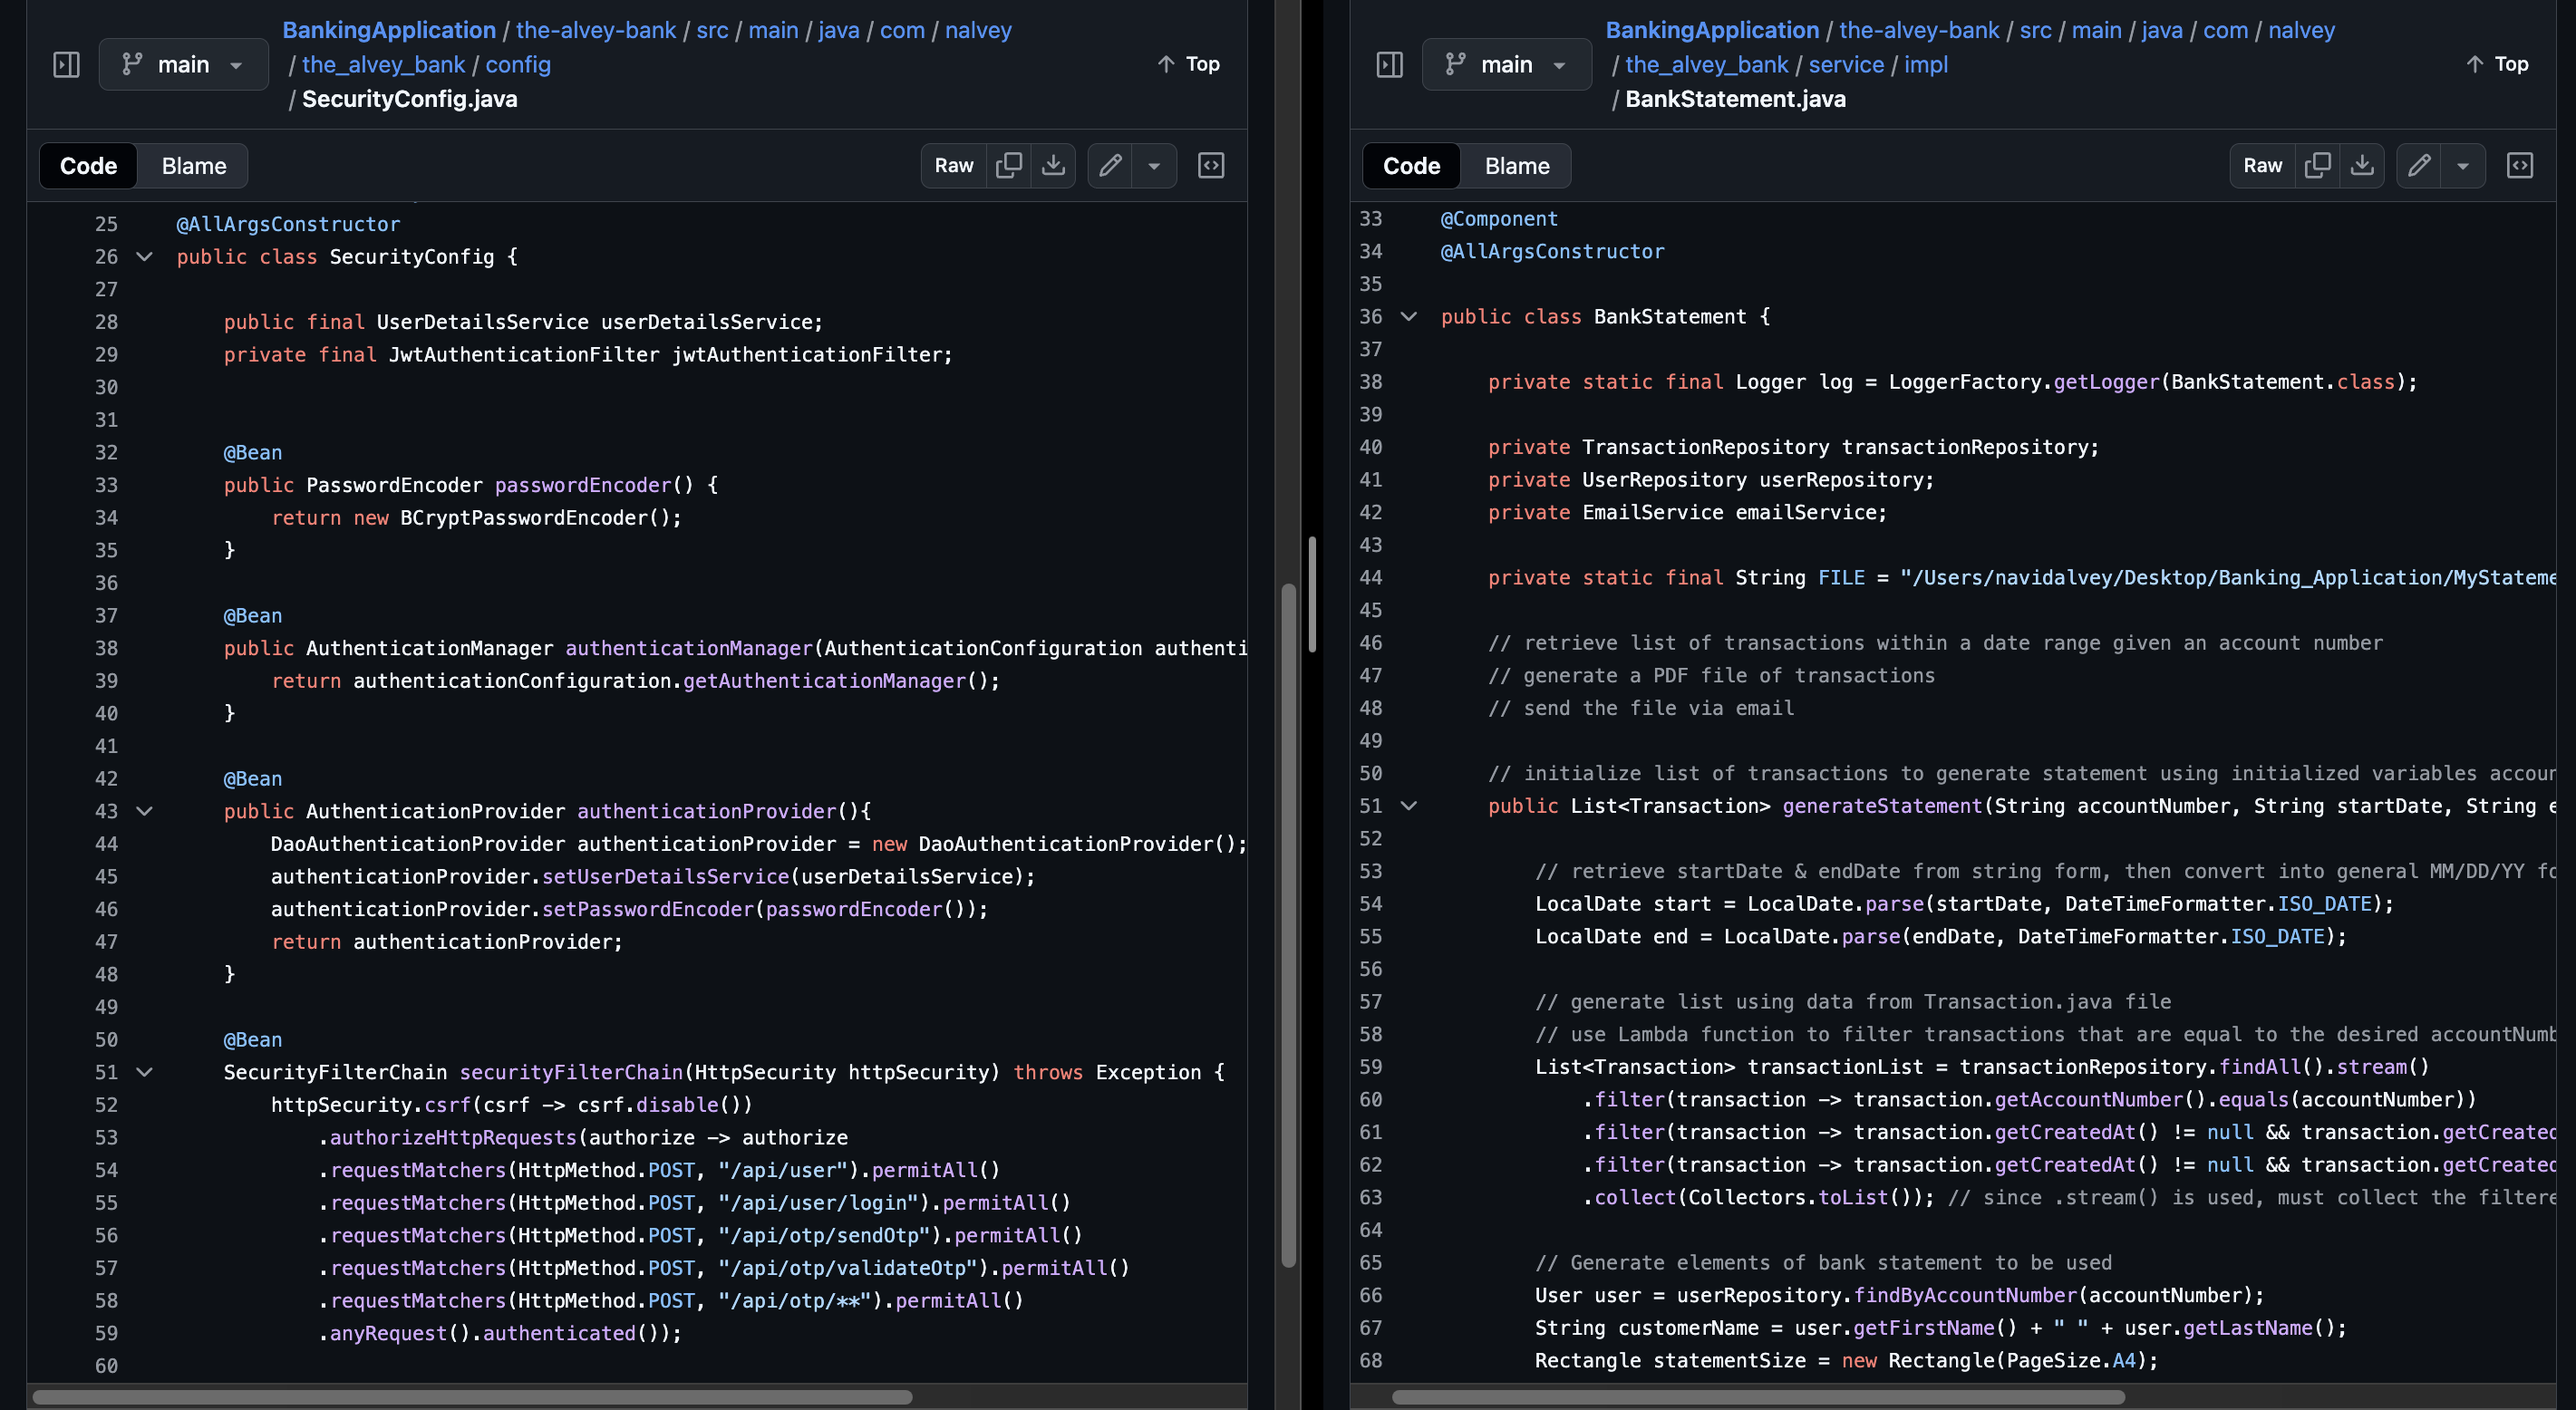 BankingApplication / the-alvey-bank / src / main / java / com / nalvey
/ the_alvey_bank / config
/ SecurityConfig.java
main
Top
Code Blame
Raw
25 @AllArgsConstructor
26 public class SecurityConfig {
27
28 public final UserDetailsService userDetailsService;
29 private final JwtAuthenticationFilter jwtAuthenticationFilter;
30
31
32 @Bean
33 public PasswordEncoder passwordEncoder() {
34 return new BCryptPasswordEncoder();
35 }
36
37 @Bean
38 public AuthenticationManager authenticationManager(AuthenticationConfiguration authenti
39 return authenticationConfiguration.getAuthenticationManager();
40 }
41
42 @Bean
43 public AuthenticationProvider authenticationProvider(){
44 DaoAuthenticationProvider authenticationProvider = new DaoAuthenticationProvider();
45 authenticationProvider.setUserDetailsService(userDetailsService);
46 authenticationProvider.setPasswordEncoder(passwordEncoder());
47 return authenticationProvider;
48 }
49
50 @Bean
51 SecurityFilterChain securityFilterChain(HttpSecurity httpSecurity) throws Exception {
52 httpSecurity.csrf(csrf -> csrf.disable())
53 .authorizeHttpRequests(authorize -> authorize
54 .requestMatchers(HttpMethod.POST, "/api/user").permitAll()
55 .requestMatchers(HttpMethod.POST, "/api/user/login").permitAll()
56 .requestMatchers(HttpMethod.POST, "/api/otp/sendOtp").permitAll()
57 .requestMatchers(HttpMethod.POST, "/api/otp/validateOtp").permitAll()
58 .requestMatchers(HttpMethod.POST, "/api/otp/**").permitAll()
59 .anyRequest().authenticated());
60
BankingApplication / the-alvey-bank / src / main / java / com / nalvey
/ the_alvey_bank / service / impl
/ BankStatement.java
main
Top
Code Blame
Raw
33 @Component
34 @AllArgsConstructor
35
36 public class BankStatement {
37
38 private static final Logger log = LoggerFactory.getLogger(BankStatement.class);
39
40 private TransactionRepository transactionRepository;
41 private UserRepository userRepository;
42 private EmailService emailService;
43
44 private static final String FILE = "/Users/navidalvey/Desktop/Banking_Application/MyStateme
45
46 // retrieve list of transactions within a date range given an account number
47 // generate a PDF file of transactions
48 // send the file via email
49
50 // initialize list of transactions to generate statement using initialized variables accour
51 public List<Transaction> generateStatement(String accountNumber, String startDate, String e
52
53 // retrieve startDate & endDate from string form, then convert into general MM/DD/YY fo
54 LocalDate start = LocalDate.parse(startDate, DateTimeFormatter.ISO_DATE);
55 LocalDate end = LocalDate.parse(endDate, DateTimeFormatter.ISO_DATE);
56
57 // generate list using data from Transaction.java file
58 // use Lambda function to filter transactions that are equal to the desired accountNumb
59 List<Transaction> transactionList = transactionRepository.findAll().stream()
60 .filter(transaction -> transaction.getAccountNumber().equals(accountNumber))
61 .filter(transaction -> transaction.getCreatedAt() != null && transaction.getCreated
62 .filter(transaction -> transaction.getCreatedAt() != null && transaction.getCreated
63 .collect(Collectors.toList()); // since .stream() is used, must collect the filtere
64
65 // Generate elements of bank statement to be used
66 User user = userRepository.findByAccountNumber(accountNumber);
67 String customerName = user.getFirstName() + " " + user.getLastName();
68 Rectangle statementSize = new Rectangle(PageSize.A4);